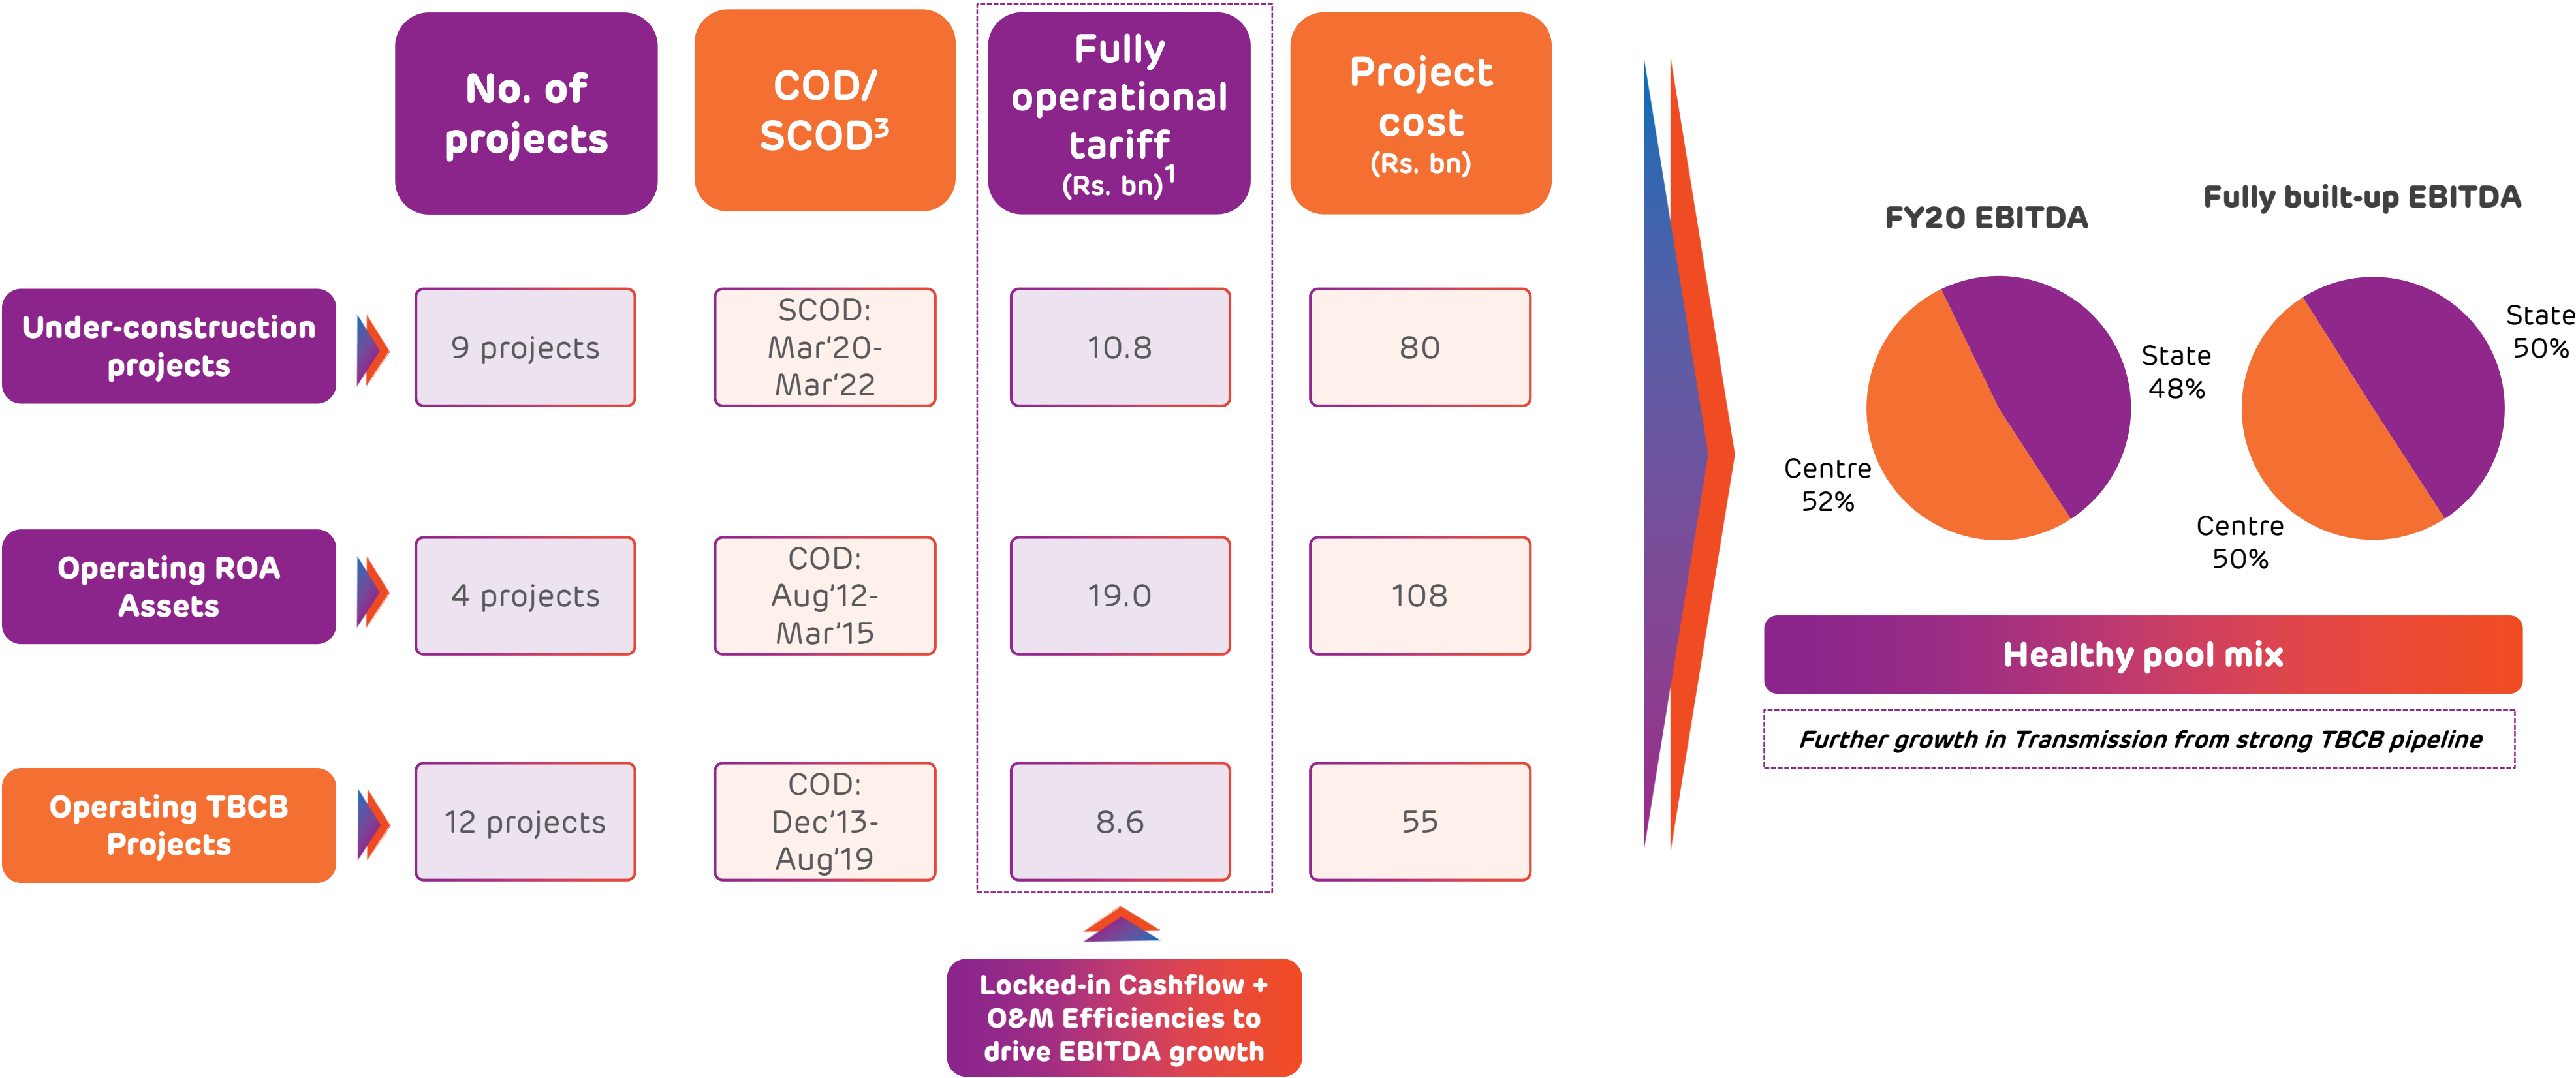 No. of
projects
COD/
SCOD³
Fully
operational
tariff
(Rs. bn)¹
Project
cost
(Rs. bn)
Under-construction
projects
9 projects
SCOD:
Mar‘20-
Mar‘22
10.8
80
Operating ROA
Assets
4 projects
COD:
Aug’12-
Mar’15
19.0
108
Operating TBCB
Projects
12 projects
COD:
Dec’13-
Aug’19
8.6
55
Locked-in Cashflow +
O&M Efficiencies to
drive EBITDA growth
FY20 EBITDA
State
48%
Centre
52%
Fully built-up EBITDA
State
50%
Centre
50%
Healthy pool mix
Further growth in Transmission from strong TBCB pipeline